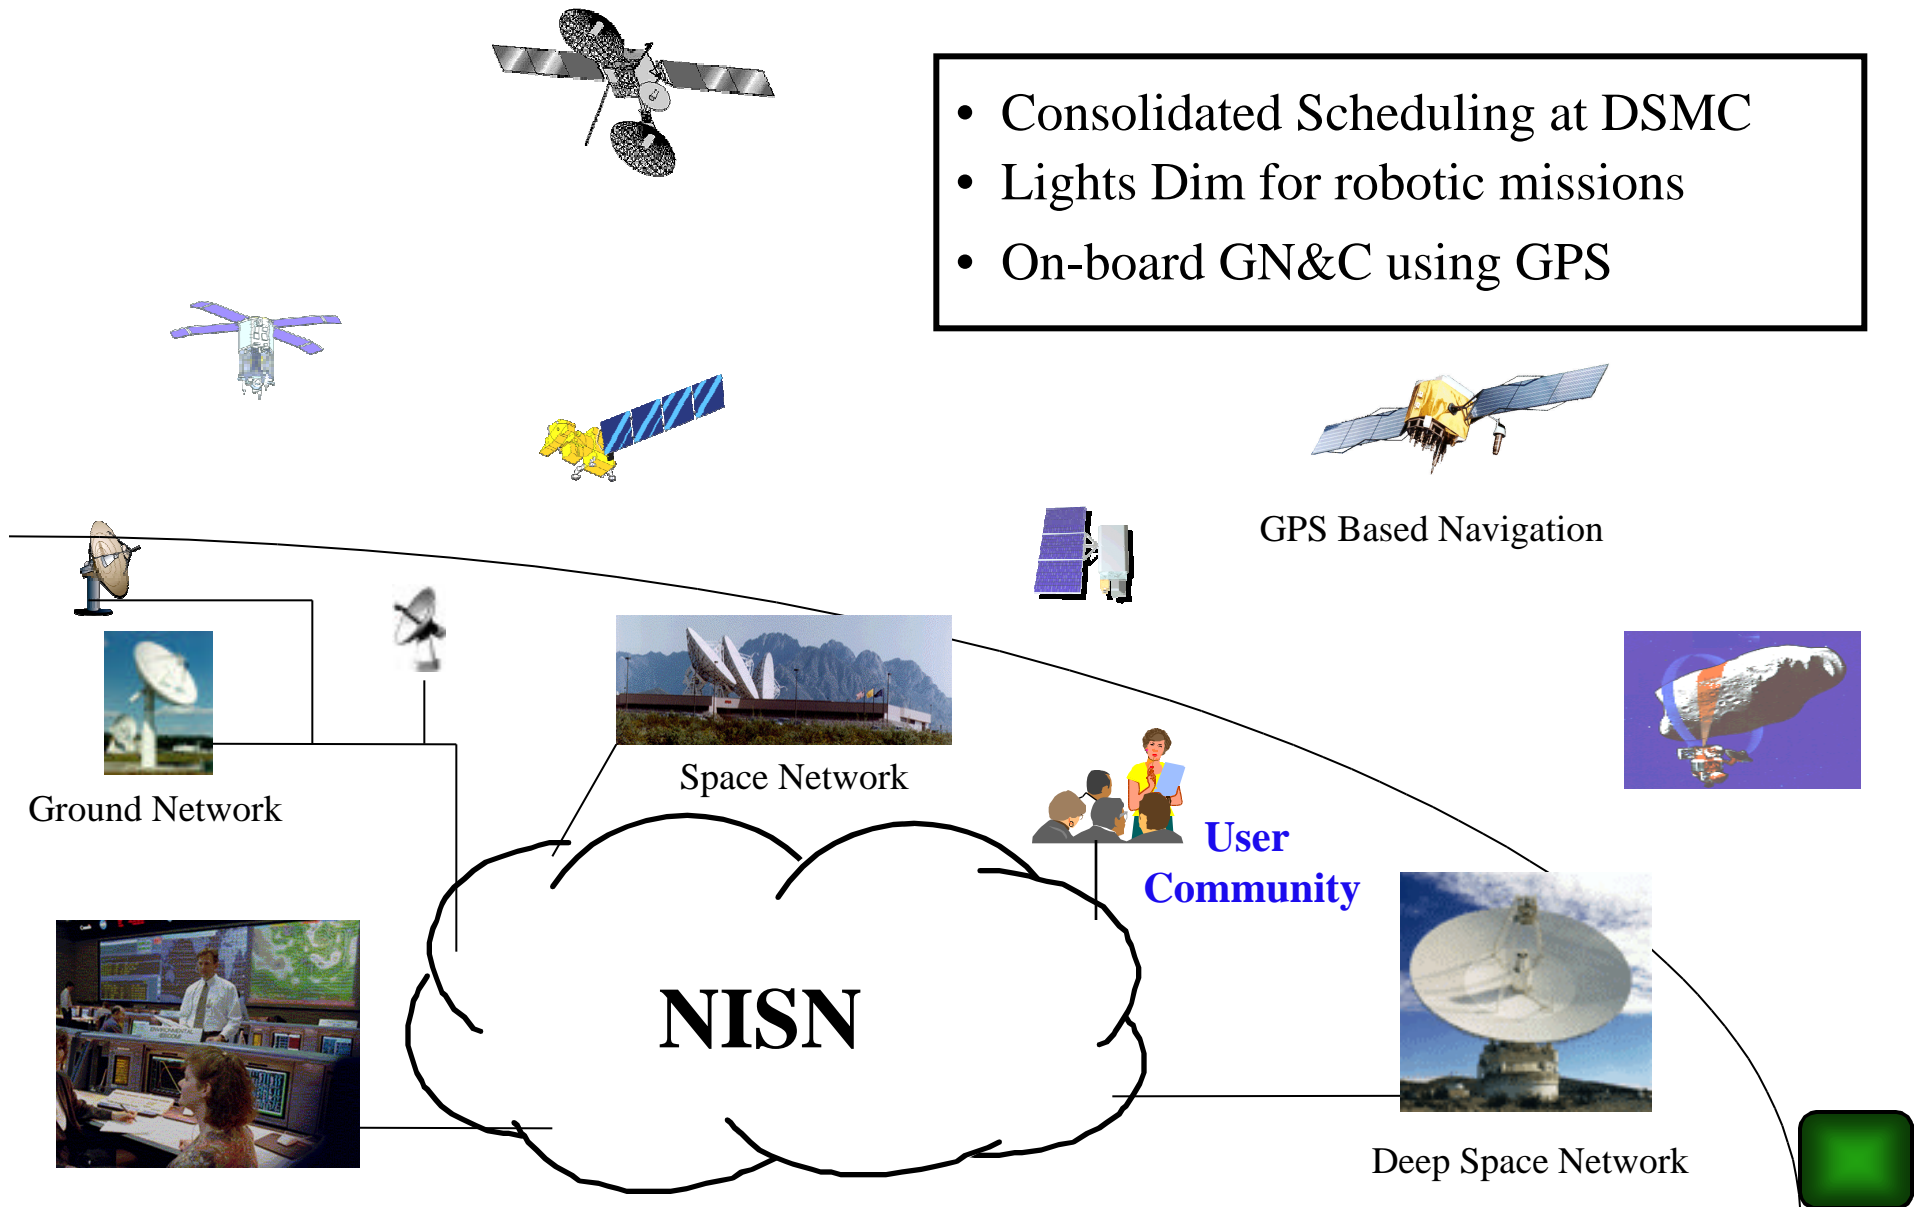 • Consolidated Scheduling at DSMC
• Lights Dim for robotic missions
• On-board GN&C using GPS
GPS Based Navigation
Space Network
Ground Network
User
Community
NISN
Deep Space Network
ENVIRONMENTAL